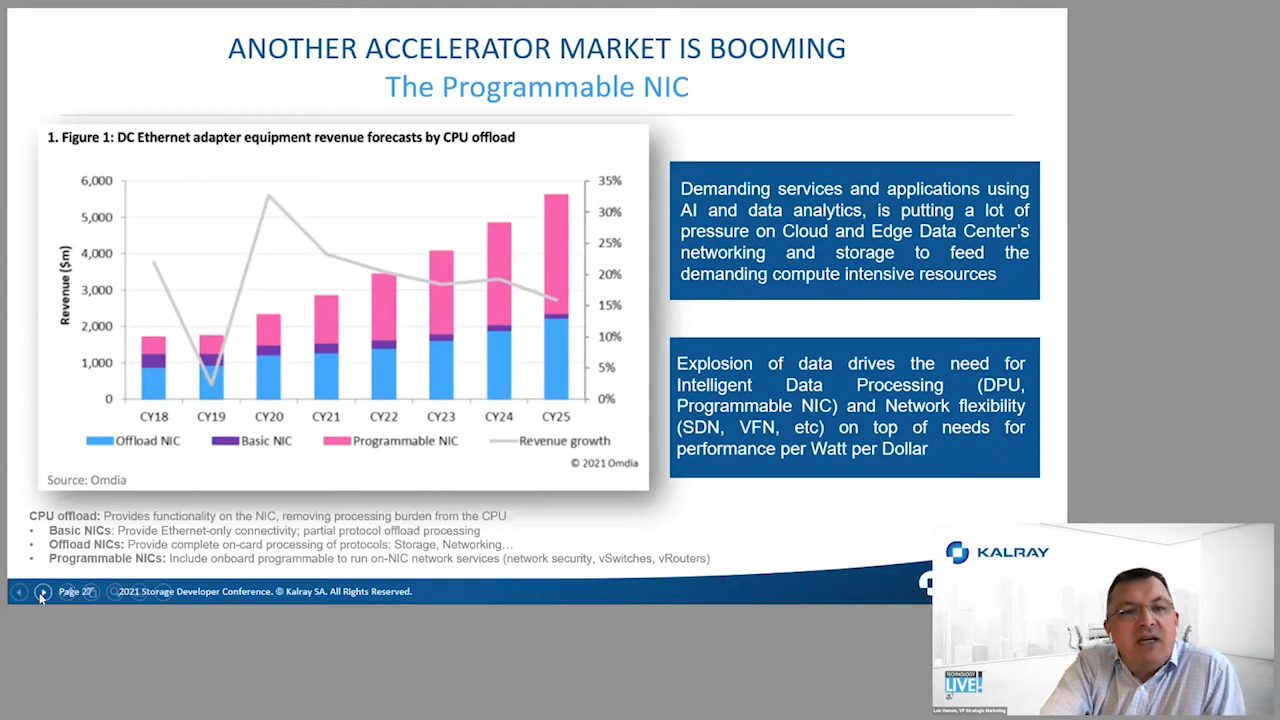 ANOTHER ACCELERATOR MARKET IS BOOMING
The Programmable NIC
1. Figure 1: DC Ethernet adapter equipment revenue forecasts by CPU offload
Revenue ($m)
6,000
5,000
4,000
3,000
2,000
1,000
0
35%
30%
25%
20%
15%
10%
5%
0%
CY18 CY19 CY20 CY21 CY22 CY23 CY24 CY25
Offload NIC Basic NIC Programmable NIC Revenue growth
© 2021 Omdia
Source: Omdia
Demanding services and applications using
AI and data analytics, is putting a lot of
pressure on Cloud and Edge Data Center's
networking and storage to feed the
demanding compute intensive resources
Explosion of data drives the need for
Intelligent Data Processing (DPU,
Programmable NIC) and Network flexibility
(SDN, VFN, etc) on top of needs for
performance per Watt per Dollar
CPU offload: Provides functionality on the NIC, removing processing burden from the CPU
• Basic NICs: Provide Ethernet-only connectivity; partial protocol offload processing
• Offload NICs: Provide complete on-card processing of protocols: Storage, Networking...
• Programmable NICs: Include onboard programmable to run on-NIC network services (network security, vSwitches, vRouters)
Page 27 2021 Storage Developer Conference. © Kalray SA. All Rights Reserved.
KALRAY
TECHNOLOGY
LIVE!
VP Strategic Marketing